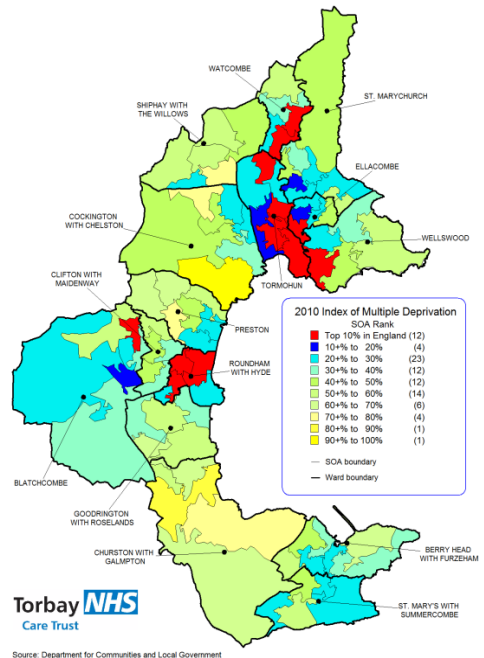 WATCOMBE
ST. MARYCHURCH
SHIPHAY WITH
THE WILLOWS
ELLACOMBE
COCKINGTON
WITH CHELSTON
WELLSWOOD
TORMOHUN
CLIFTON WITH
MAIDENWAY
PRESTON
ROUNDHAM
WITH HYDE
2010 Index of Multiple Deprivation
SOA Rank
Top 10% in England (12)
10+% to 20% (4)
20+% to 30% (23)
30+% to 40% (12)
40+% to 50% (12)
50+% to 60% (14)
60+% to 70% (6)
70+% to 80% (4)
80+% to 90% (1)
90+% to 100% (1)
SOA boundary
Ward boundary
BLATCHCOMBE
GOODRINGTON
WITH ROSELANDS
CHURSTON WITH
GALMPTON
BERRY HEAD
WITH FURZEHAM
ST. MARY'S WITH
SUMMERCOMBE
Torbay NHS
Care Trust
Source: Department for Communities and Local Government